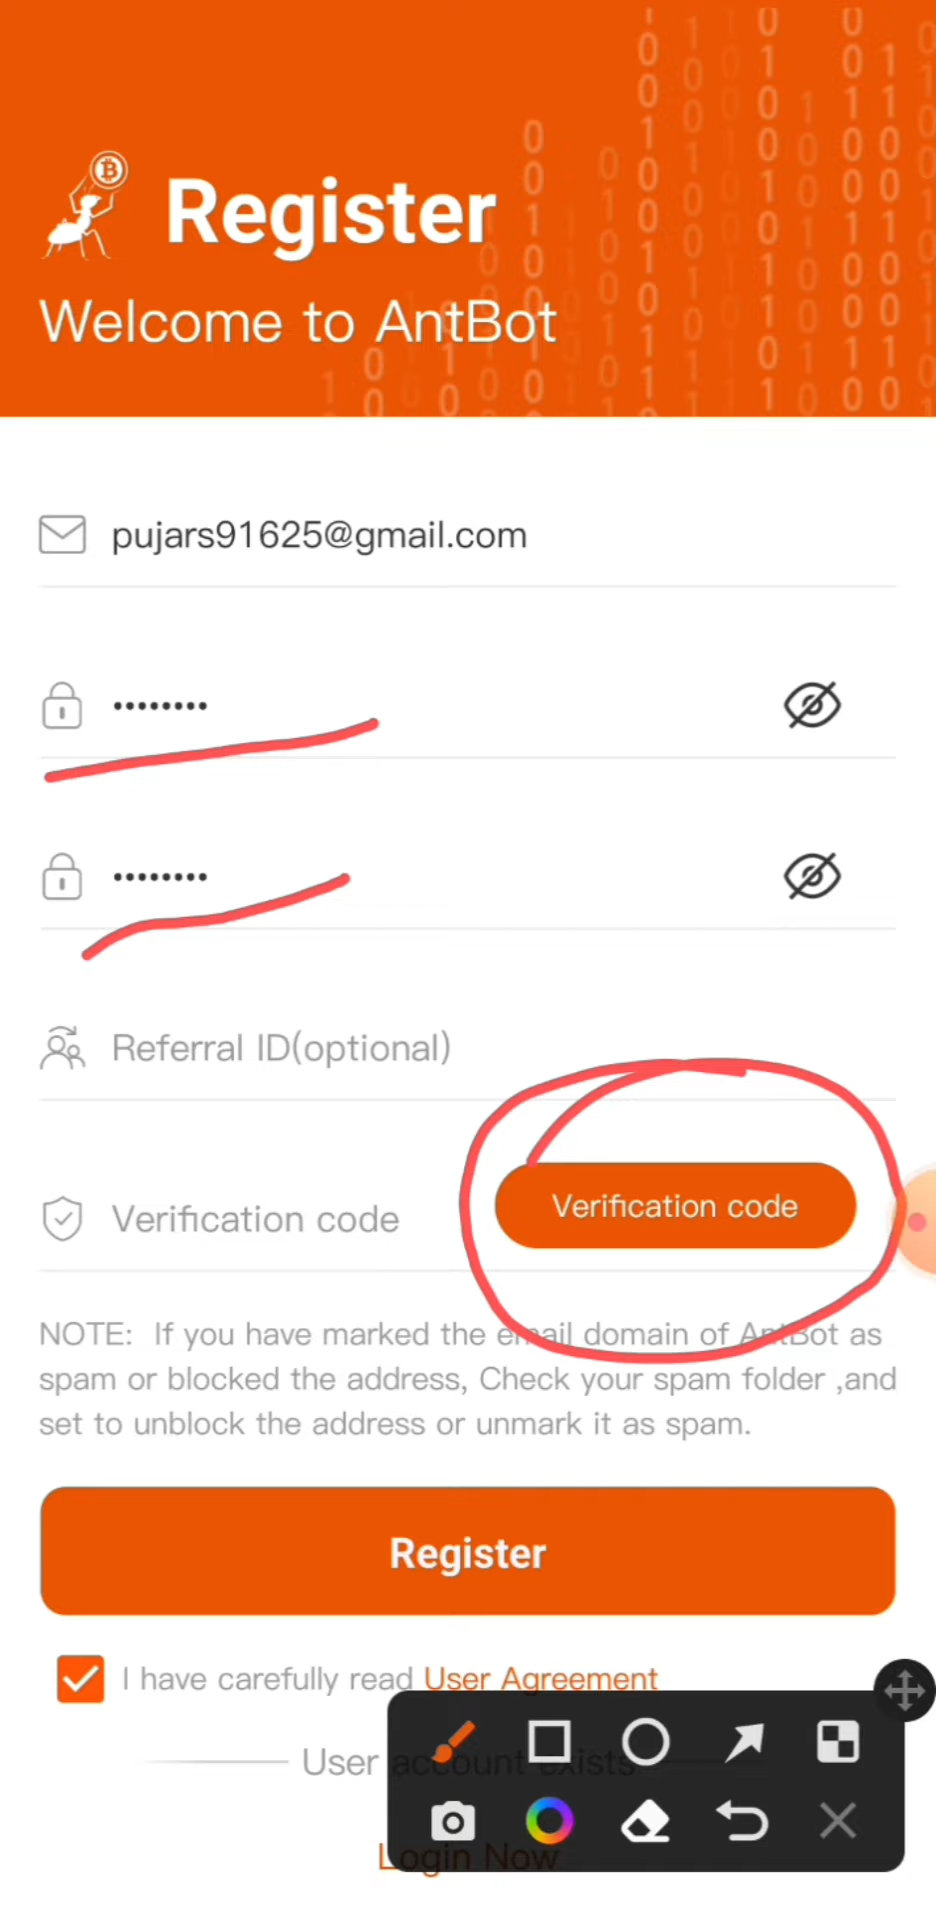 Register
Welcome to AntBot
pujars91625@gmail.com
••••••••
••••••••
Referral ID(optional)
Verification code
Verification code
NOTE: If you have marked the email domain of AntBot as
spam or blocked the address, Check your spam folder ,and
set to unblock the address or unmark it as spam.
Register
I have carefully read User Agreement
User account exists
Login Now